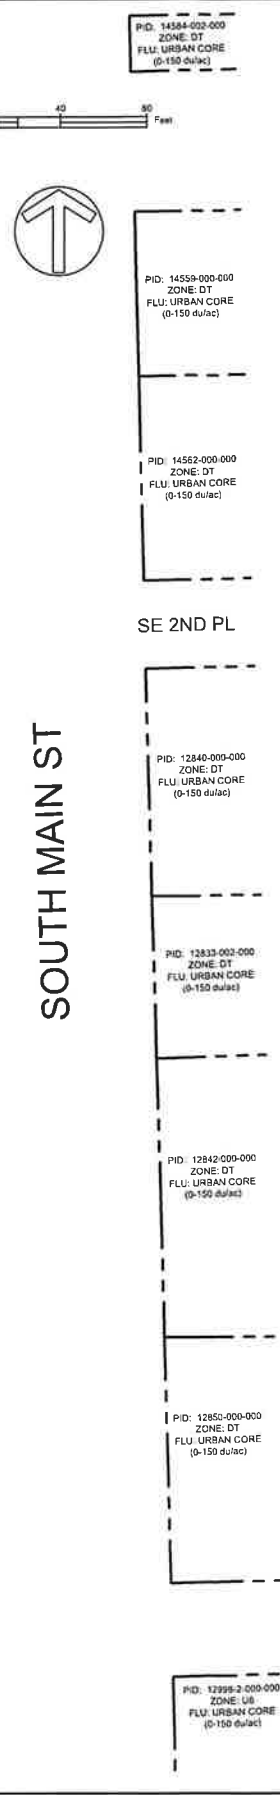 PID: 14584-002-000
ZONE: DT
FLU: URBAN CORE
(0-150 du/ac)
40
80
Feet
PID: 14559-000-000
ZONE: DT
FLU: URBAN CORE
(0-150 du/ac)
PID: 14562-000-000
ZONE: DT
FLU: URBAN CORE
(0-150 du/ac)
SE 2ND PL
SOUTH MAIN ST
PID: 12840-000-000
ZONE: DT
FLU: URBAN CORE
(0-150 du/ac)
PID: 12833-002-000
ZONE: DT
FLU: URBAN CORE
(0-150 du/ac)
PID: 12842-000-000
ZONE: DT
FLU: URBAN CORE
(0-150 du/ac)
PID: 12850-000-000
ZONE: DT
FLU: URBAN CORE
(0-150 du/ac)
PID: 12998-2-000-000
ZONE: U8
FLU: URBAN CORE
(0-150 du/ac)